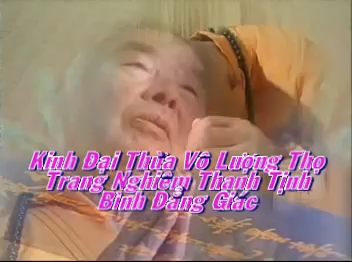 Kinh Đại Thừa Vô Lượng Thọ
Trang Nghiêm Thanh Tịnh
Bình Đẳng Giác